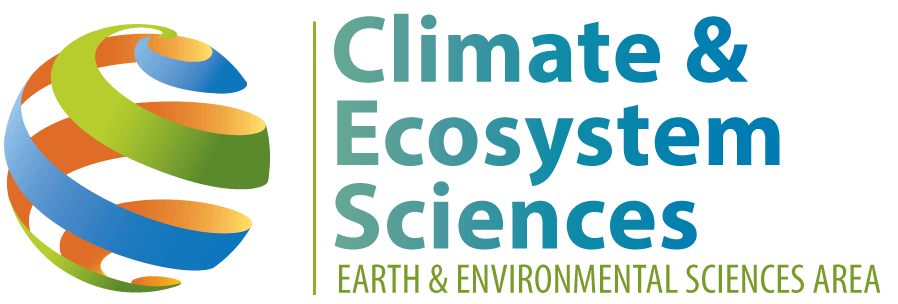 Climate &
Ecosystem
Sciences
EARTH & ENVIRONMENTAL SCIENCES AREA